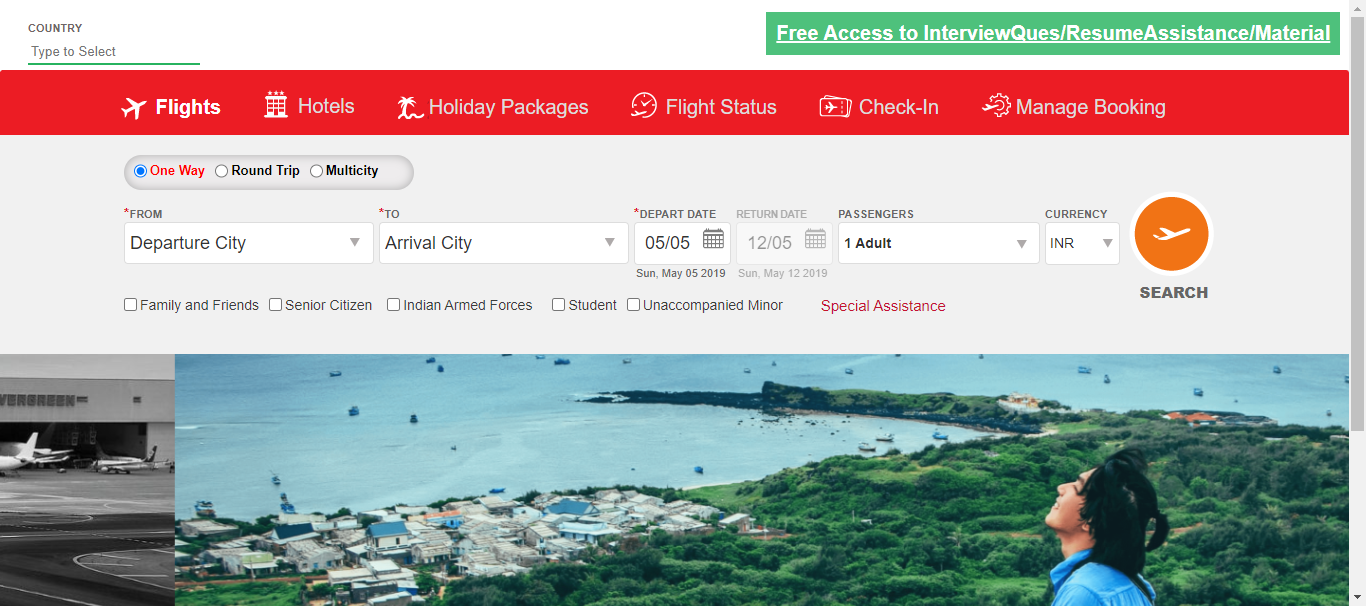 COUNTRY
Type to Select
Free Access to InterviewQues/ResumeAssistance/Material
Flights Hotels Holiday Packages Flight Status Check-In Manage Booking
One Way Round Trip Multicity
*FROM *TO *DEPART DATE RETURN DATE PASSENGERS CURRENCY
Departure City Arrival City 05/05 12/05 1 Adult INR
Sun, May 05 2019 Sun, May 12 2019
SEARCH
Family and Friends Senior Citizen Indian Armed Forces Student Unaccompanied Minor Special Assistance
VERGREEN